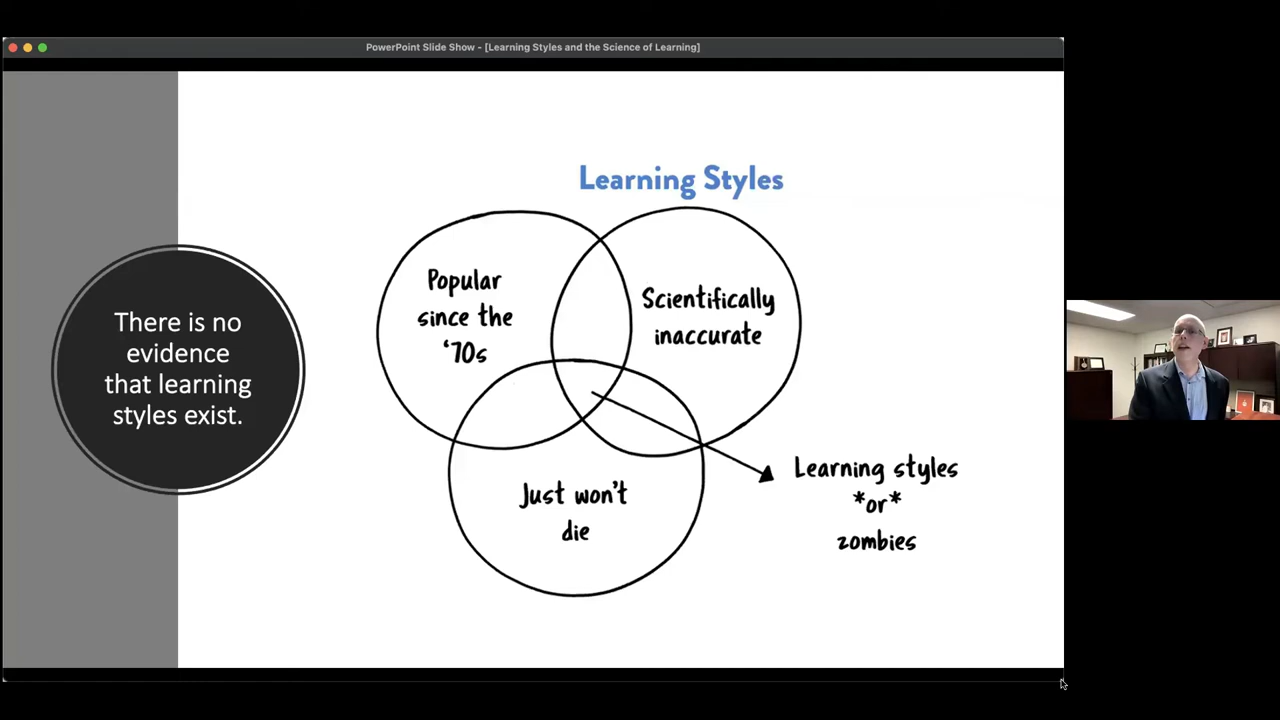 PowerPoint Slide Show - [Learning Styles and the Science of Learning]
There is no
evidence
that learning
styles exist.
Learning Styles
Popular
since the
‘70s
Scientifically
inaccurate
Just won't
die
Learning styles
*or*
zombies